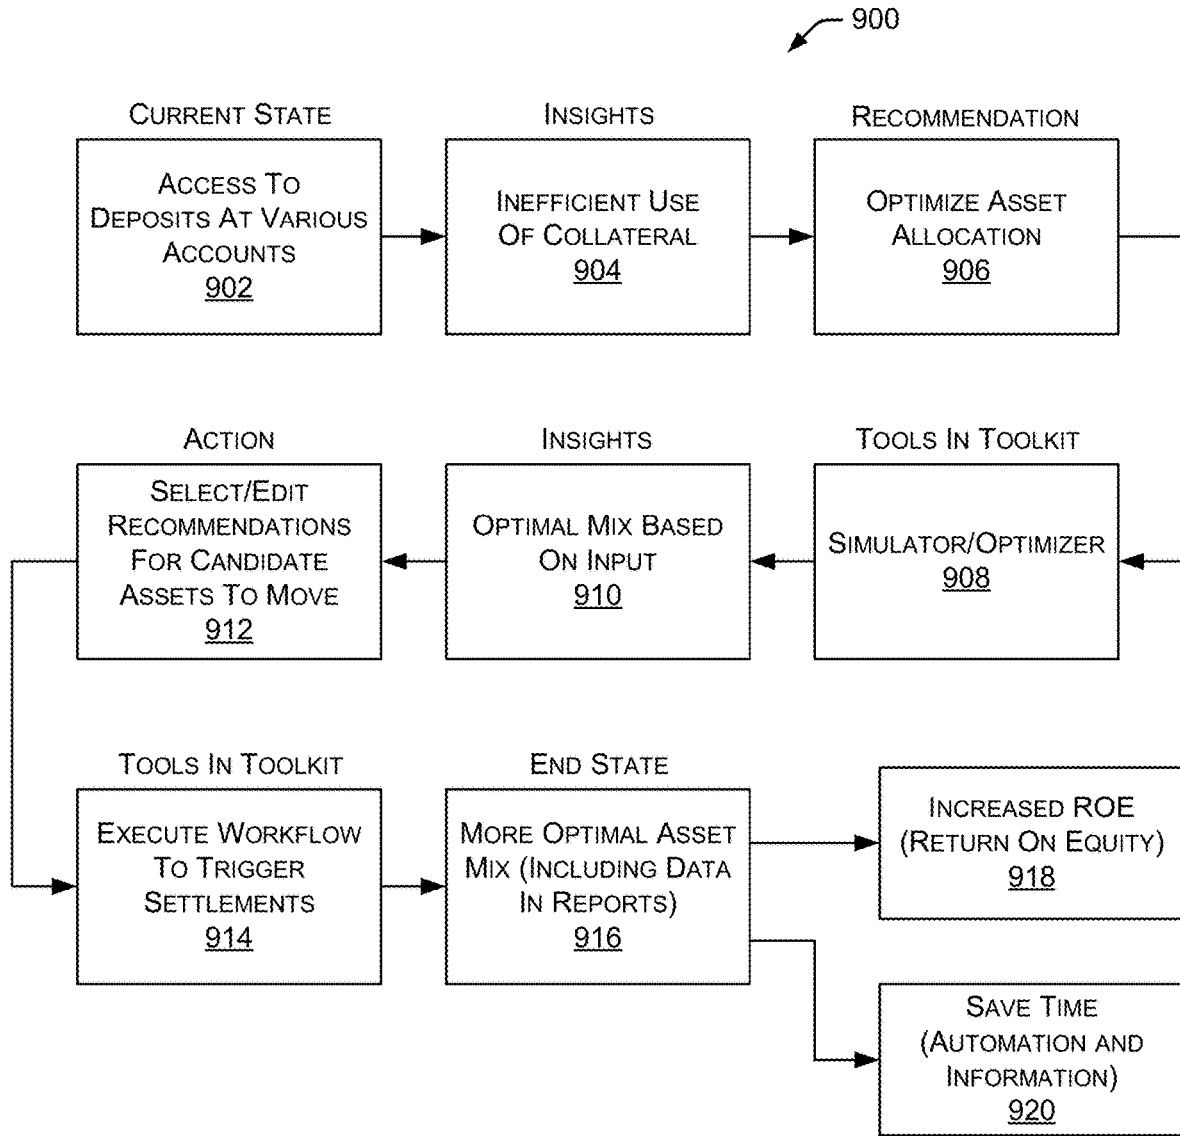 900
CURRENT STATE
ACCESS TO
DEPOSITS AT VARIOUS
ACCOUNTS
902
INSIGHTS
INEFFICIENT USE
OF COLLATERAL
904
RECOMMENDATION
OPTIMIZE ASSET
ALLOCATION
906
ACTION
SELECT/EDIT
RECOMMENDATIONS
FOR CANDIDATE
ASSETS TO MOVE
912
INSIGHTS
OPTIMAL MIX BASED
ON INPUT
910
TOOLS IN TOOLKIT
SIMULATOR/OPTIMIZER
908
TOOLS IN TOOLKIT
EXECUTE WORKFLOW
TO TRIGGER
SETTLEMENTS
914
END STATE
MORE OPTIMAL ASSET
MIX (INCLUDING DATA
IN REPORTS)
916
INCREASED ROE
(RETURN ON EQUITY)
918
SAVE TIME
(AUTOMATION AND
INFORMATION)
920